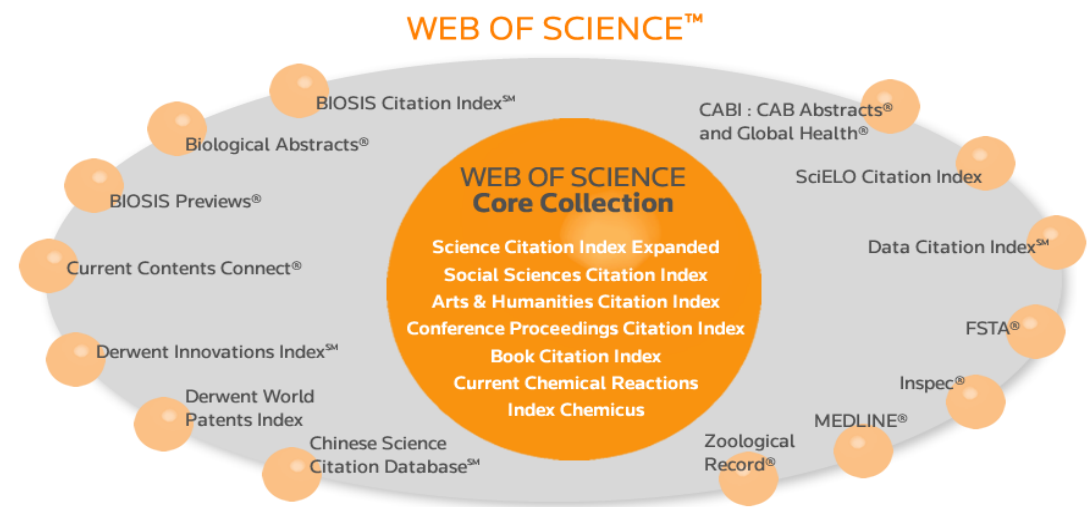 WEB OF SCIENCE™
BIOSIS Citation Index℠
Biological Abstracts®
BIOSIS Previews®
Current Contents Connect®
Derwent Innovations Index℠
Derwent World
Patents Index
Chinese Science
Citation Database℠
WEB OF SCIENCE
Core Collection
Science Citation Index Expanded
Social Sciences Citation Index
Arts & Humanities Citation Index
Conference Proceedings Citation Index
Book Citation Index
Current Chemical Reactions
Index Chemicus
CABI : CAB Abstracts®
and Global Health®
SciELO Citation Index
Data Citation Index℠
FSTA®
Inspec®
MEDLINE®
Zoological
Record®